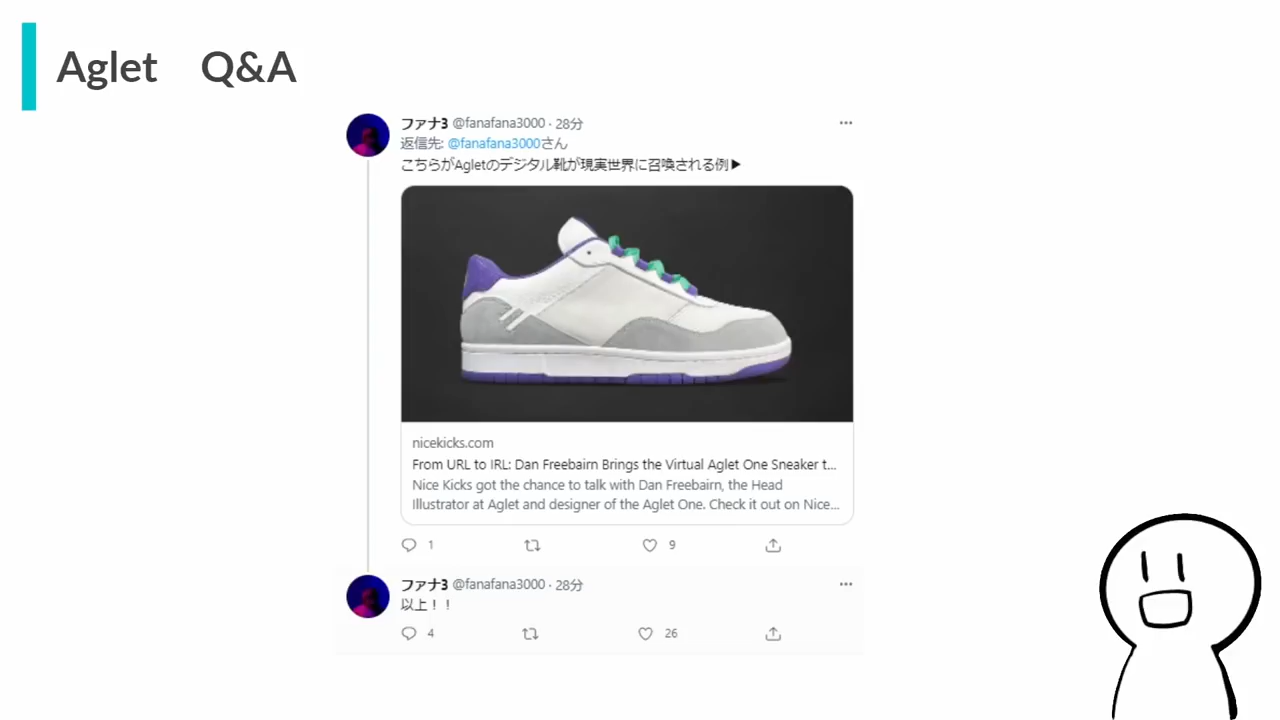 Aglet Q&A
ファナ3 @fanafana3000 · 28分
返信先: @fanafana3000さん
こちらがAgletのデジタル靴が現実世界に召喚される例▶
nicekicks.com
From URL to IRL: Dan Freebairn Brings the Virtual Aglet One Sneaker t...
Nice Kicks got the chance to talk with Dan Freebairn, the Head
Illustrator at Aglet and designer of the Aglet One. Check it out on Nice...
1 9
ファナ3 @fanafana3000 · 28分
以上！！
4 26